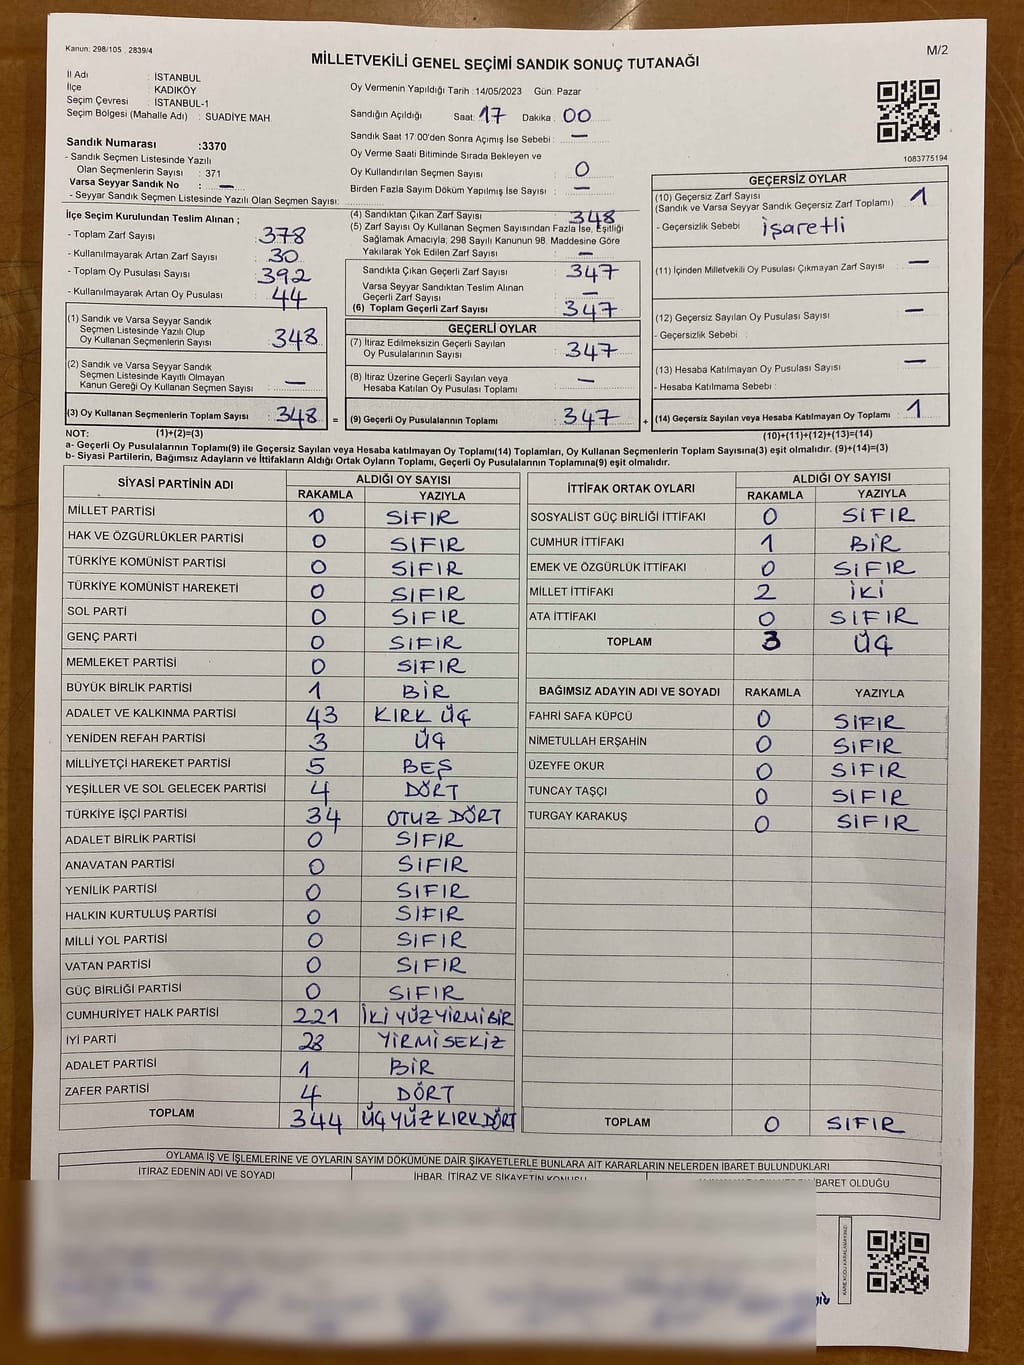 Kanun: 298/105 2839/4
M/2
MİLLETVEKİLİ GENEL SEÇİMİ SANDIK SONUÇ TUTANAĞI
İl Adı : İSTANBUL
İlçe : KADIKÖY
Seçim Çevresi : İSTANBUL-1
Seçim Bölgesi (Mahalle Adı) : SUADİYE MAH.
Sandık Numarası :3370
- Sandık Seçmen Listesinde Yazılı
Olan Seçmenlerin Sayısı : 371
Varsa Seyyar Sandık No : —
- Seyyar Sandık Seçmen Listesinde Yazılı Olan Seçmen Sayısı:
Oy Vermenin Yapıldığı Tarih : 14/05/2023 Gün: Pazar
Sandığın Açıldığı Saat: 17 Dakika : 00
Sandık Saat 17:00'den Sonra Açımış İse Sebebi : —
Oy Verme Saati Bitiminde Sırada Bekleyen ve
Oy Kullandırılan Seçmen Sayısı : 0
Birden Fazla Sayım Döküm Yapılmış İse Sayısı : —
1083775194
İlçe Seçim Kurulundan Teslim Alınan ;
- Toplam Zarf Sayısı : 378
- Kullanılmayarak Artan Zarf Sayısı : 30
- Toplam Oy Pusulası Sayısı : 392
- Kullanılmayarak Artan Oy Pusulası : 44
(1) Sandık ve Varsa Seyyar Sandık
Seçmen Listesinde Yazılı Olup
Oy Kullanan Seçmenlerin Sayısı : 348
(2) Sandık ve Varsa Seyyar Sandık
Seçmen Listesinde Kayıtlı Olmayan
Kanun Gereği Oy Kullanan Seçmen Sayısı : —
(3) Oy Kullanan Seçmenlerin Toplam Sayısı : 348 =
(4) Sandıktan Çıkan Zarf Sayısı : 348
(5) Zarf Sayısı Oy Kullanan Seçmen Sayısından Fazla İse, Eşitliği
Sağlamak Amacıyla, 298 Sayılı Kanunun 98. Maddesine Göre
Yakılarak Yok Edilen Zarf Sayısı : —
Sandıkta Çıkan Geçerli Zarf Sayısı : 347
Varsa Seyyar Sandıktan Teslim Alınan
Geçerli Zarf Sayısı : —
(6) Toplam Geçerli Zarf Sayısı : 347
GEÇERLİ OYLAR
(7) İtiraz Edilmeksizin Geçerli Sayılan
Oy Pusulalarının Sayısı : 347
(8) İtiraz Üzerine Geçerli Sayılan veya
Hesaba Katılan Oy Pusulası Toplamı : —
(9) Geçerli Oy Pusulalarının Toplamı : 347 +
GEÇERSİZ OYLAR
(10) Geçersiz Zarf Sayısı : 1
(Sandık ve Varsa Seyyar Sandık Geçersiz Zarf Toplamı)
- Geçersizlik Sebebi : işaretli
(11) İçinden Milletvekili Oy Pusulası Çıkmayan Zarf Sayısı : —
(12) Geçersiz Sayılan Oy Pusulası Sayısı : —
- Geçersizlik Sebebi :
(13) Hesaba Katılmayan Oy Pusulası Sayısı : —
- Hesaba Katılmama Sebebi :
(14) Geçersiz Sayılan veya Hesaba Katılmayan Oy Toplamı : 1
NOT: (1)+(2)=(3) (10)+(11)+(12)+(13)=(14)
a- Geçerli Oy Pusulalarının Toplamı(9) ile Geçersiz Sayılan veya Hesaba katılmayan Oy Toplamı(14) Toplamları, Oy Kullanan Seçmenlerin Toplam Sayısına(3) eşit olmalıdır. (9)+(14)=(3)
b- Siyasi Partilerin, Bağımsız Adayların ve İttifakların Aldığı Ortak Oyların Toplamı, Geçerli Oy Pusulalarının Toplamına(9) eşit olmalıdır.
SİYASİ PARTİNİN ADI ALDIĞI OY SAYISI
RAKAMLA YAZIYLA
MİLLET PARTİSİ 0 SIFIR
HAK VE ÖZGÜRLÜKLER PARTİSİ 0 SIFIR
TÜRKİYE KOMÜNİST PARTİSİ 0 SIFIR
TÜRKİYE KOMÜNİST HAREKETİ 0 SIFIR
SOL PARTİ 0 SIFIR
GENÇ PARTİ 0 SIFIR
MEMLEKET PARTİSİ 0 SIFIR
BÜYÜK BİRLİK PARTİSİ 1 BİR
ADALET VE KALKINMA PARTİSİ 43 KIRK ÜÇ
YENİDEN REFAH PARTİSİ 3 ÜÇ
MİLLİYETÇİ HAREKET PARTİSİ 5 BEŞ
YEŞİLLER VE SOL GELECEK PARTİSİ 4 DÖRT
TÜRKİYE İŞÇİ PARTİSİ 34 OTUZ DÖRT
ADALET BİRLİK PARTİSİ 0 SIFIR
ANAVATAN PARTİSİ 0 SIFIR
YENİLİK PARTİSİ 0 SIFIR
HALKIN KURTULUŞ PARTİSİ 0 SIFIR
MİLLİ YOL PARTİSİ 0 SIFIR
VATAN PARTİSİ 0 SIFIR
GÜÇ BİRLİĞİ PARTİSİ 0 SIFIR
CUMHURİYET HALK PARTİSİ 221 İKİ YÜZ YİRMİ BİR
İYİ PARTİ 28 YİRMİ SEKİZ
ADALET PARTİSİ 1 BİR
ZAFER PARTİSİ 4 DÖRT
TOPLAM 344 ÜÇ YÜZ KIRK DÖRT
İTTİFAK ORTAK OYLARI ALDIĞI OY SAYISI
RAKAMLA YAZIYLA
SOSYALİST GÜÇ BİRLİĞİ İTTİFAKI 0 SIFIR
CUMHUR İTTİFAKI 1 BİR
EMEK VE ÖZGÜRLÜK İTTİFAKI 0 SIFIR
MİLLET İTTİFAKI 2 İKİ
ATA İTTİFAKI 0 SIFIR
TOPLAM 3 ÜÇ
BAĞIMSIZ ADAYIN ADI VE SOYADI RAKAMLA YAZIYLA
FAHRİ SAFA KÜPCÜ 0 SIFIR
NİMETULLAH ERŞAHİN 0 SIFIR
ÜZEYFE OKUR 0 SIFIR
TUNCAY TAŞÇI 0 SIFIR
TURGAY KARAKUŞ 0 SIFIR
TOPLAM 0 SIFIR
OYLAMA İŞ VE İŞLEMLERİNE VE OYLARIN SAYIM DÖKÜMÜNE DAİR ŞİKAYETLERLE BUNLARA AİT KARARLARIN NELERDEN İBARET BULUNDUKLARI
İTİRAZ EDENİN ADI VE SOYADI İHBAR, İTİRAZ VE ŞİKAYETİN KONUSU İBARET OLDUĞU